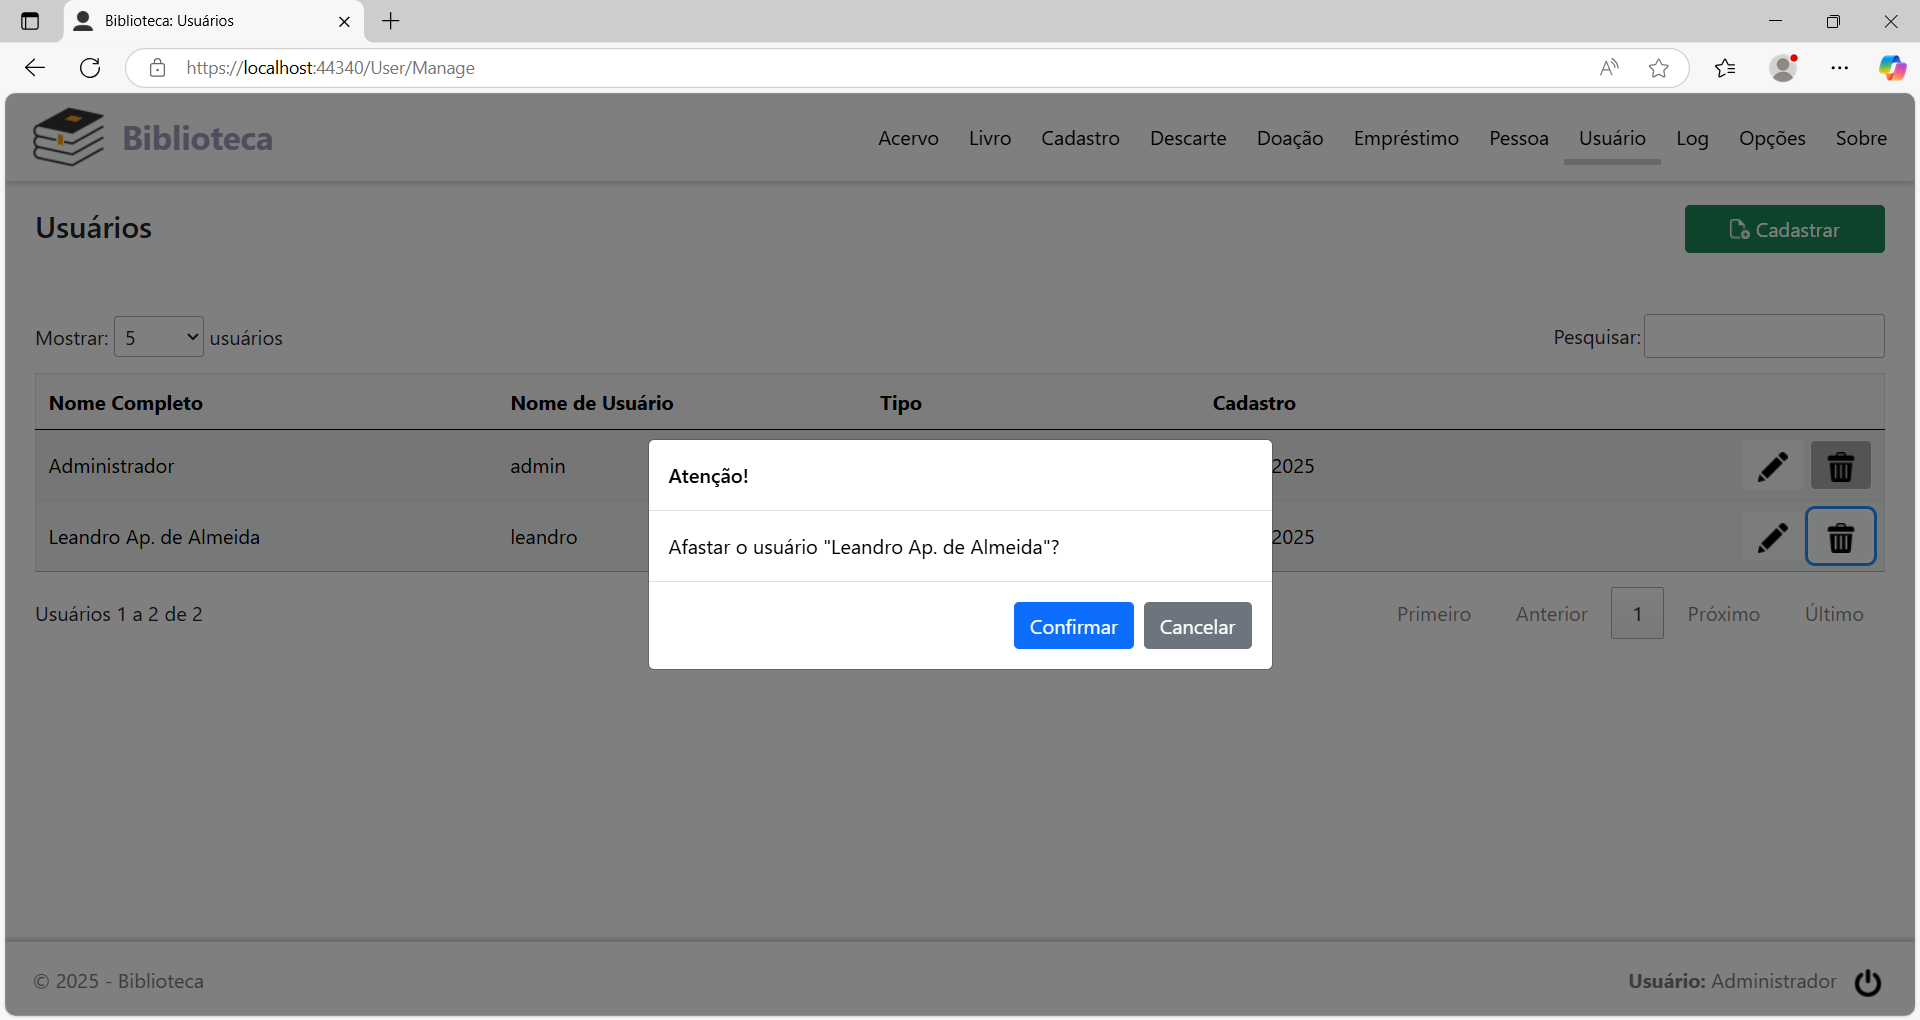 Biblioteca: Usuários
https://localhost:44340/User/Manage
Biblioteca
Acervo Livro Cadastro Descarte Doação Empréstimo Pessoa Usuário Log Opções Sobre
Usuários
Cadastrar
Mostrar: 5 usuários
Pesquisar:
Nome Completo Nome de Usuário Tipo Cadastro
Administrador admin 2025
Leandro Ap. de Almeida leandro 2025
Atenção!
Afastar o usuário "Leandro Ap. de Almeida"?
Confirmar Cancelar
Usuários 1 a 2 de 2
Primeiro Anterior 1 Próximo Último
© 2025 - Biblioteca
Usuário: Administrador